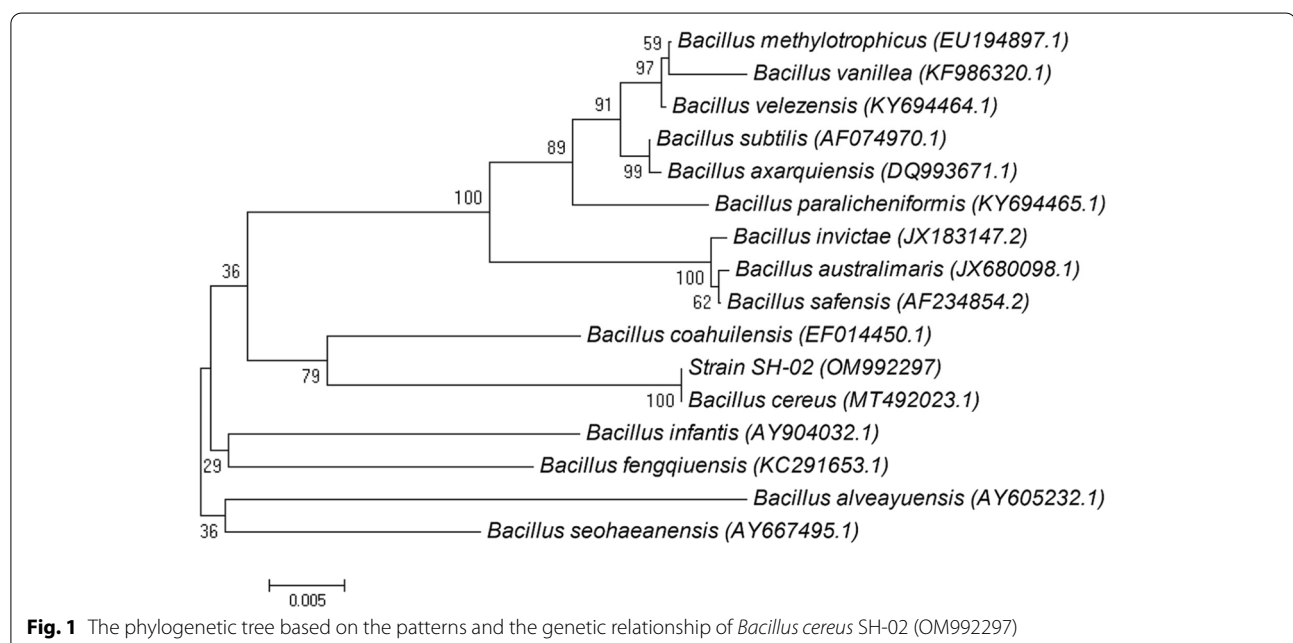 59
Bacillus methylotrophicus (EU194897.1)
97
Bacillus vanillea (KF986320.1)
91
Bacillus velezensis (KY694464.1)
89
Bacillus subtilis (AF074970.1)
99
Bacillus axarquiensis (DQ993671.1)
100
Bacillus paralicheniformis (KY694465.1)
Bacillus invictae (JX183147.2)
36
100
Bacillus australimaris (JX680098.1)
62
Bacillus safensis (AF234854.2)
Bacillus coahuilensis (EF014450.1)
79
Strain SH-02 (OM992297)
100
Bacillus cereus (MT492023.1)
Bacillus infantis (AY904032.1)
29
Bacillus fengqiuensis (KC291653.1)
Bacillus alveayuensis (AY605232.1)
36
Bacillus seohaeanensis (AY667495.1)
0.005
Fig. 1 The phylogenetic tree based on the patterns and the genetic relationship of Bacillus cereus SH-02 (OM992297)